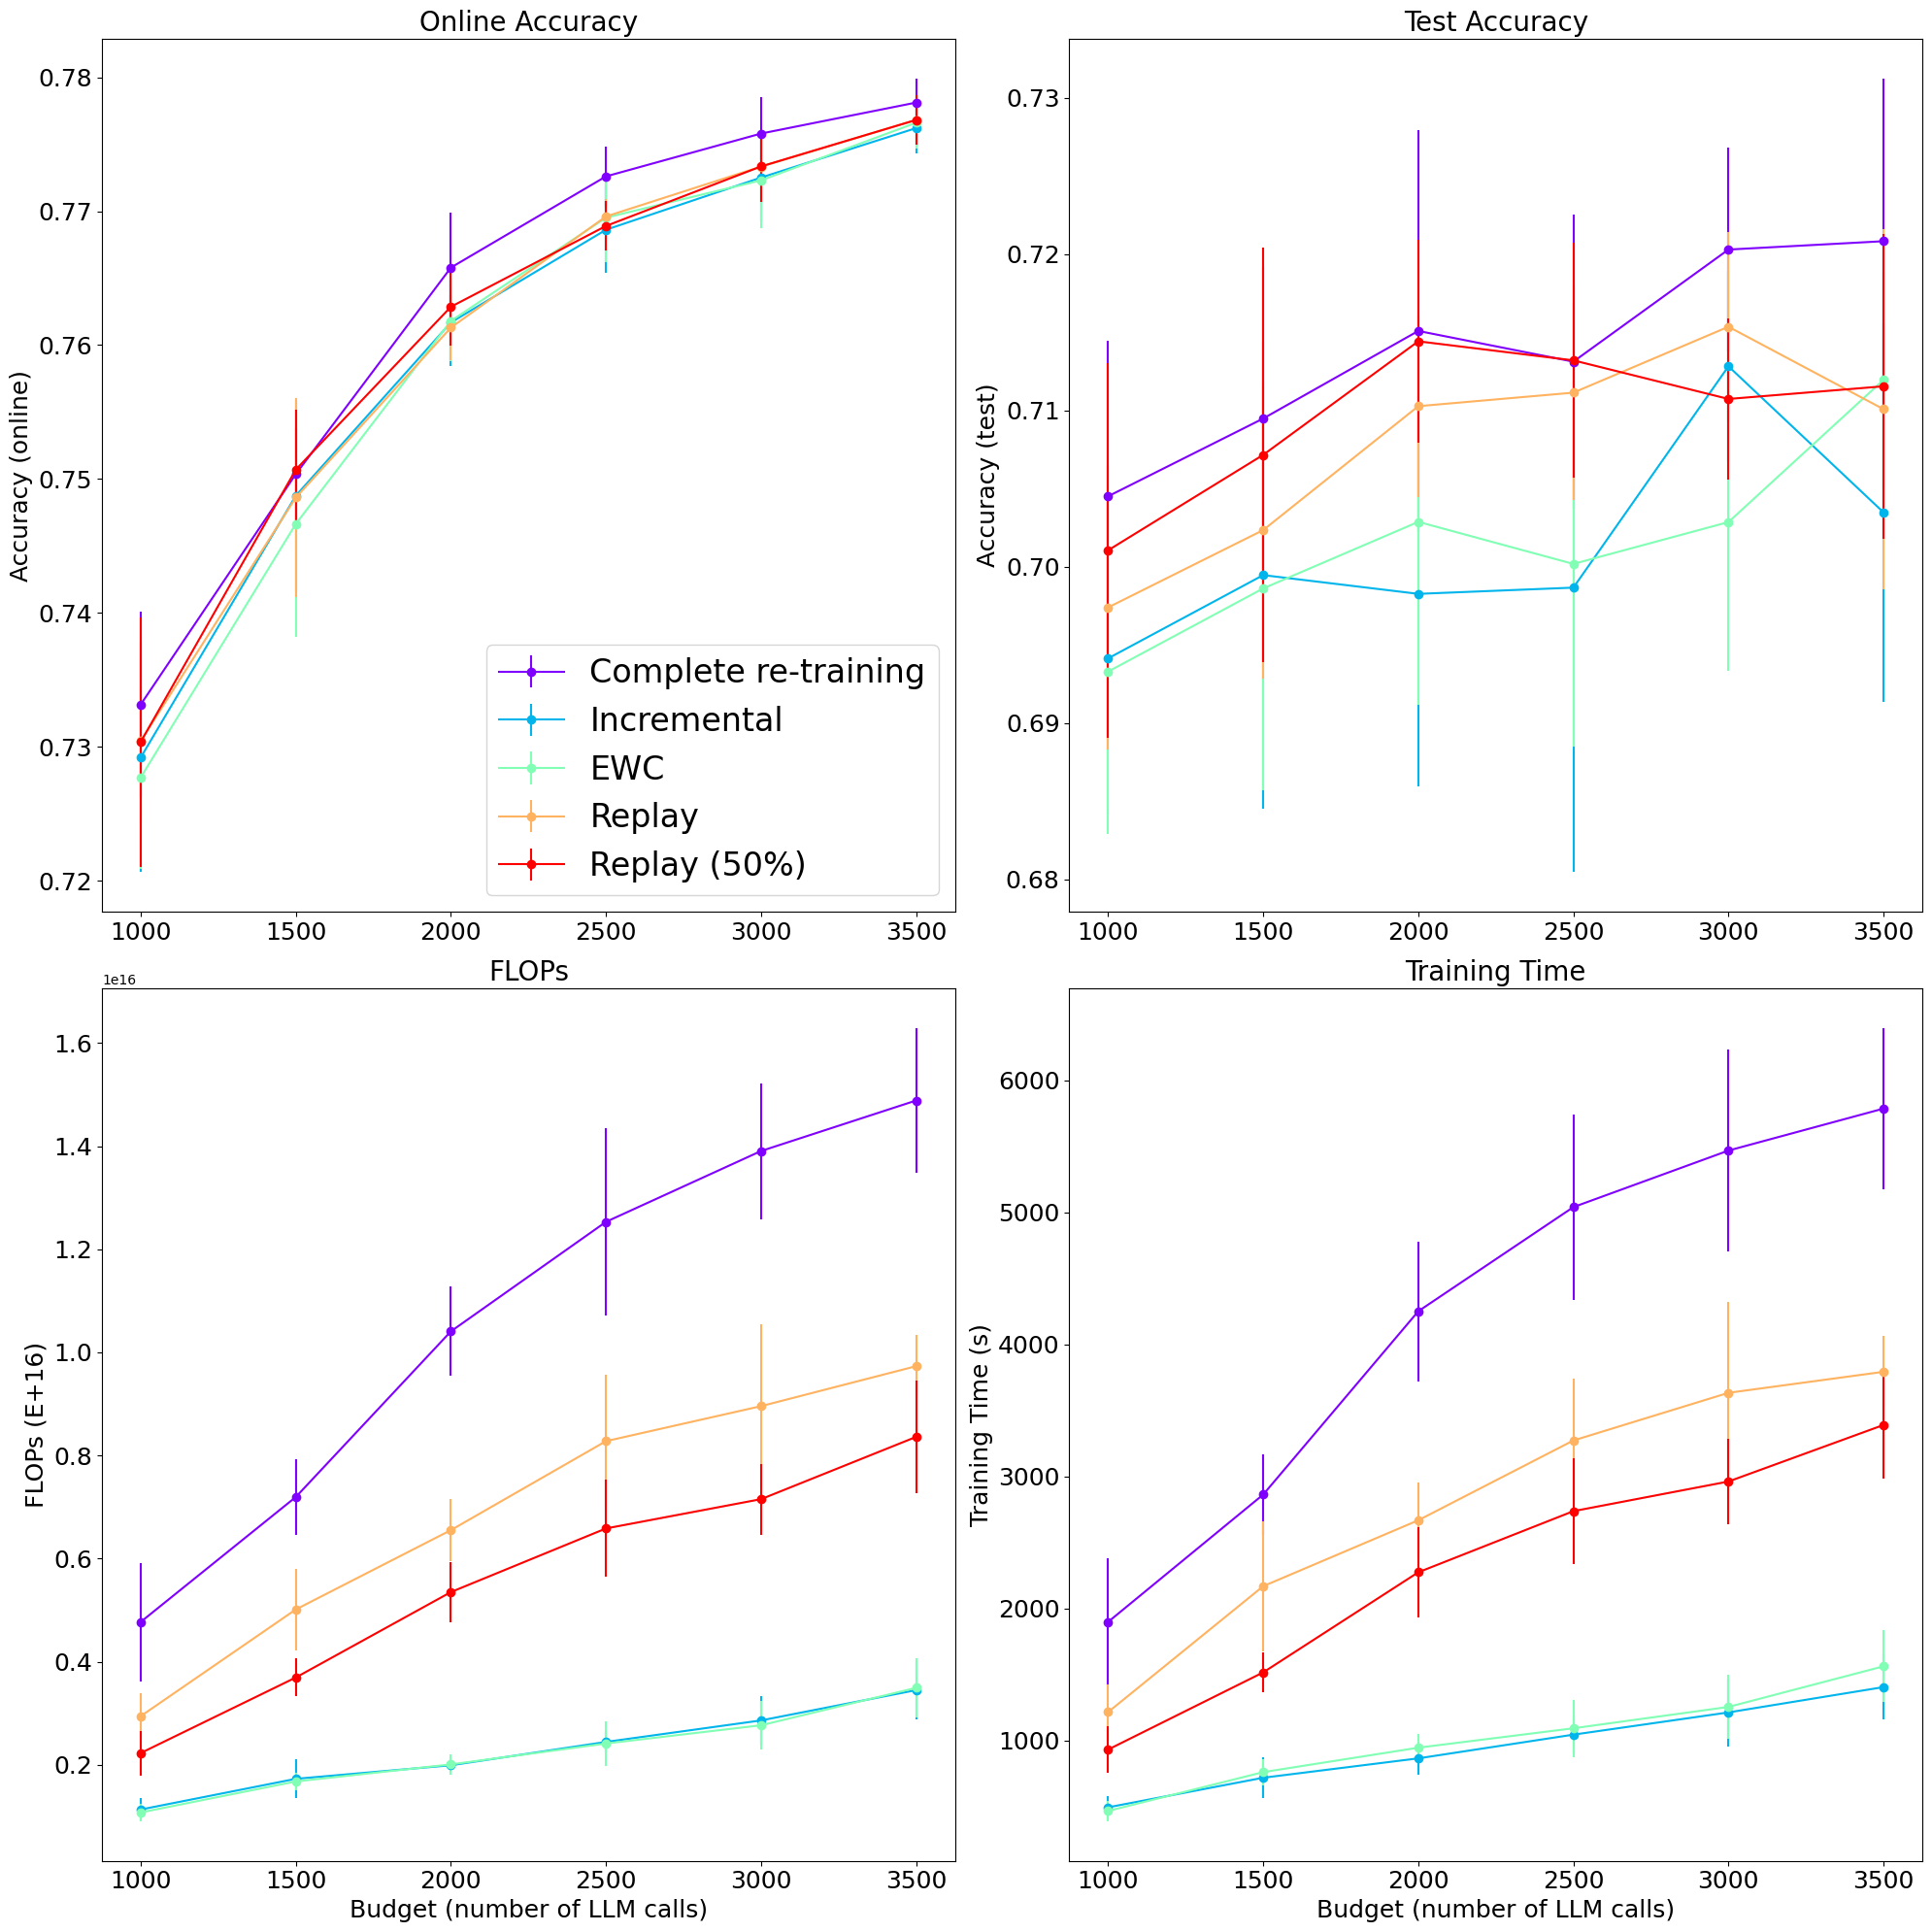 Online Accuracy
Accuracy (online)
0.78
0.77
0.76
0.75
0.74
0.73
0.72
1000 1500 2000 2500 3000 3500
Complete re-training
Incremental
EWC
Replay
Replay (50%)
Test Accuracy
Accuracy (test)
0.73
0.72
0.71
0.70
0.69
0.68
1000 1500 2000 2500 3000 3500
FLOPs
1e16
FLOPs (E+16)
1.6
1.4
1.2
1.0
0.8
0.6
0.4
0.2
1000 1500 2000 2500 3000 3500
Budget (number of LLM calls)
Training Time
Training Time (s)
6000
5000
4000
3000
2000
1000
1000 1500 2000 2500 3000 3500
Budget (number of LLM calls)